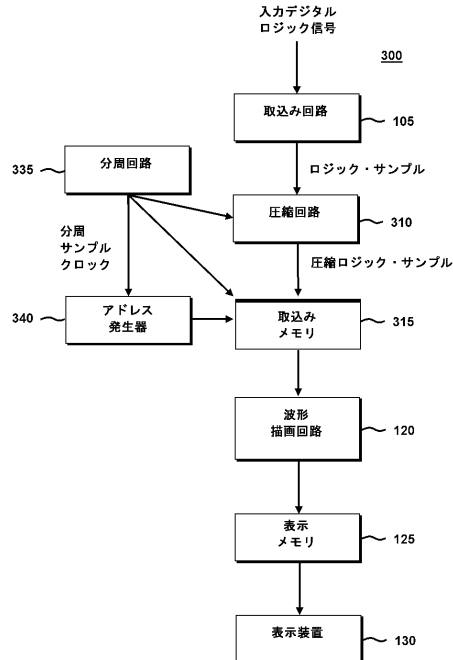 入力デジタル
ロジック信号
300
取込み回路
105
335
分周回路
ロジック・サンプル
圧縮回路
310
分周
サンプル
クロック
圧縮ロジック・サンプル
340
アドレス
発生器
取込み
メモリ
315
波形
描画回路
120
表示
メモリ
125
表示装置
130